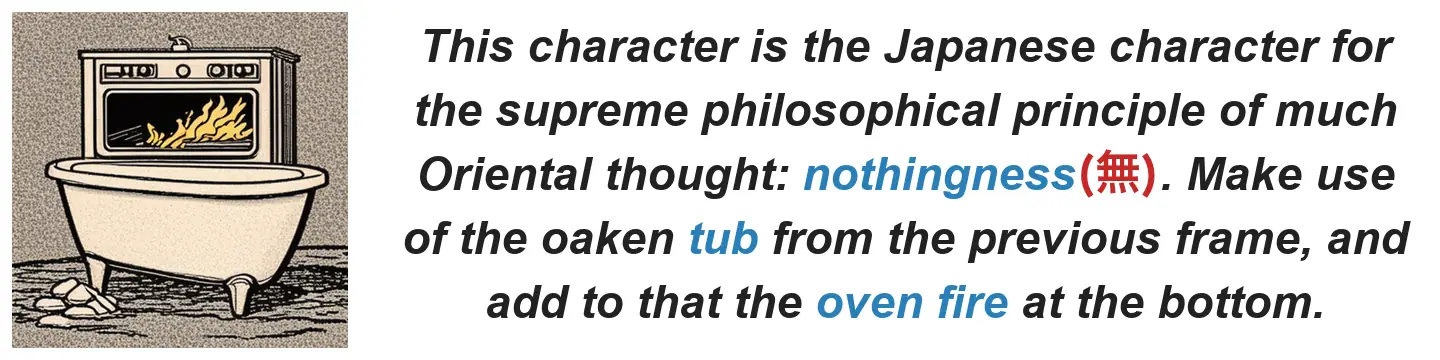 This character is the Japanese character for
the supreme philosophical principle of much
Oriental thought: nothingness(無). Make use
of the oaken tub from the previous frame, and
add to that the oven fire at the bottom.